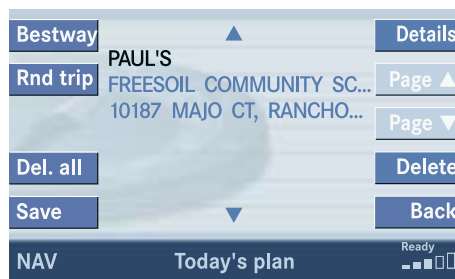 Bestway
Rnd trip
Del. all
Save
PAUL'S
FREESOIL COMMUNITY SC...
10187 MAJO CT, RANCHO...
Details
Page ▲
Page ▼
Delete
Back
NAV
Today's plan
Ready